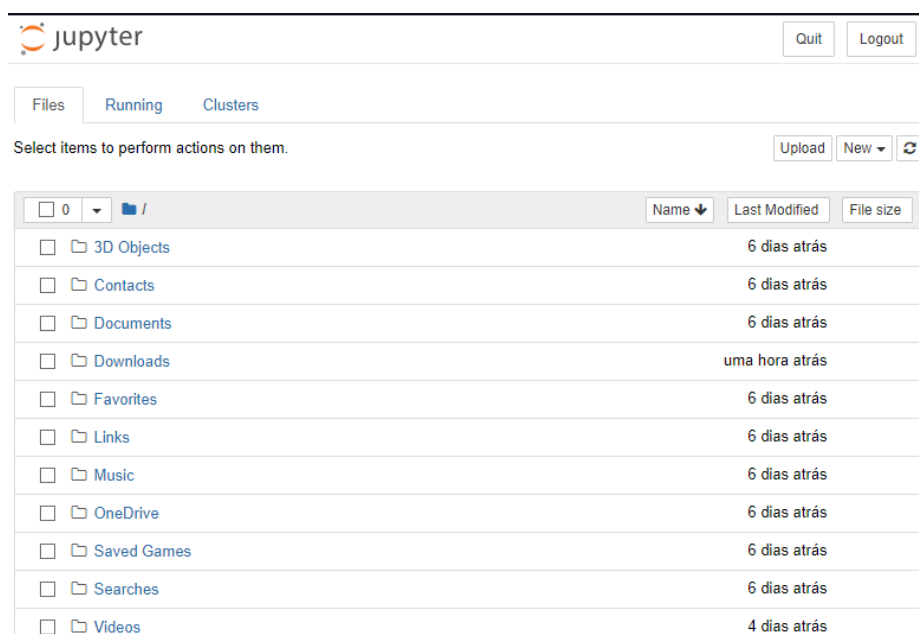 jupyter
Quit Logout
Files Running Clusters
Select items to perform actions on them.
Upload New
0 / Name Last Modified File size
3D Objects 6 dias atrás
Contacts 6 dias atrás
Documents 6 dias atrás
Downloads uma hora atrás
Favorites 6 dias atrás
Links 6 dias atrás
Music 6 dias atrás
OneDrive 6 dias atrás
Saved Games 6 dias atrás
Searches 6 dias atrás
Videos 4 dias atrás